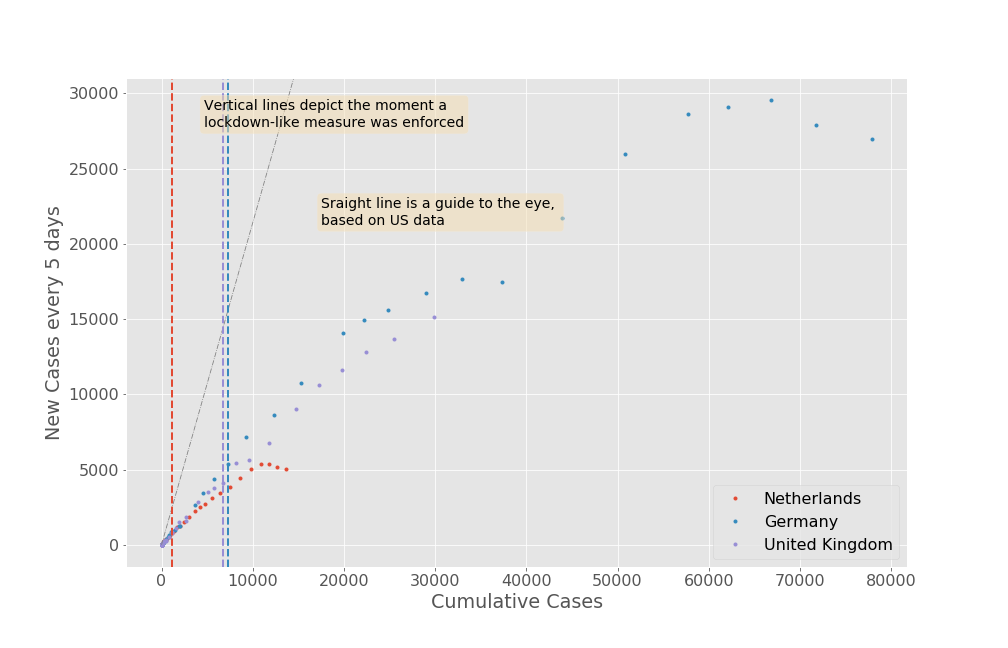 30000
25000
20000
15000
10000
5000
0
New Cases every 5 days
Vertical lines depict the moment a
lockdown-like measure was enforced
Sraight line is a guide to the eye,
based on US data
Netherlands
Germany
United Kingdom
0 10000 20000 30000 40000 50000 60000 70000 80000
Cumulative Cases